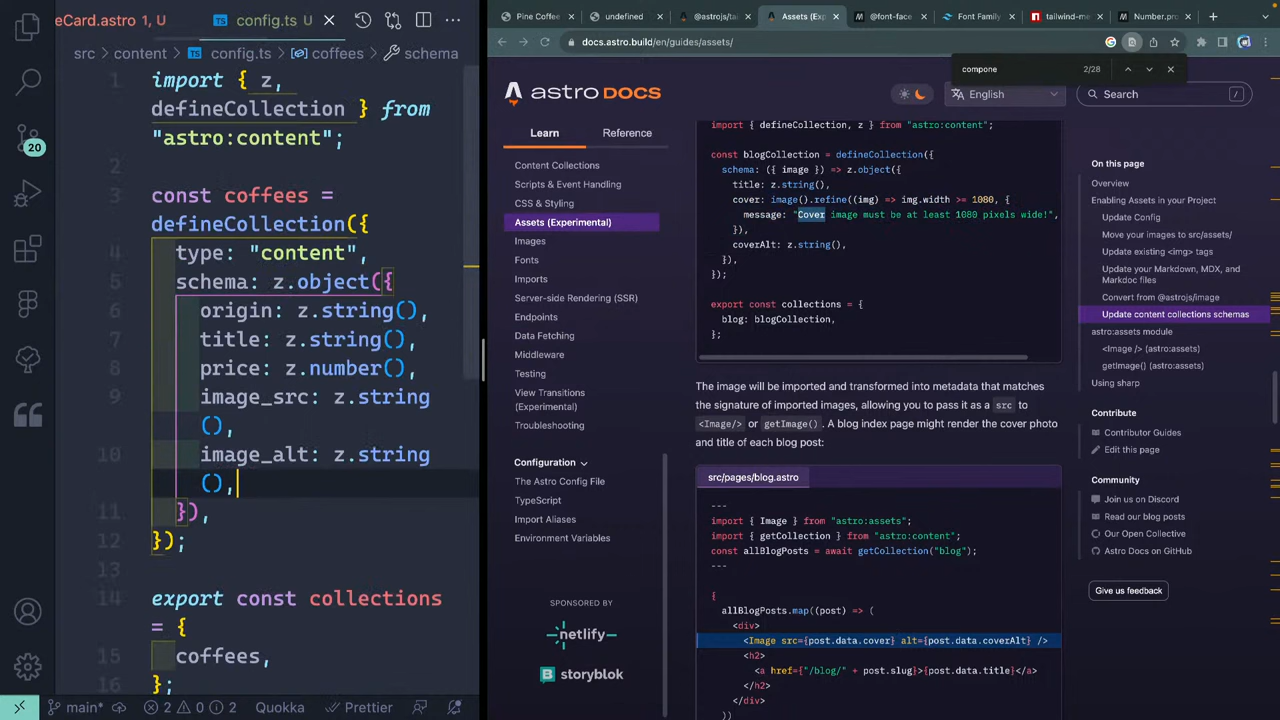 eCard.astro 1, U
config.ts
src > content > TS config.ts > coffees > schema
1 import { z,
defineCollection } from
"astro:content";
2
3 const coffees =
defineCollection({
4 type: "content",
5 schema: z.object({
6 origin: z.string(),
7 title: z.string(),
8 price: z.number(),
9 image_src: z.string
(),
10 image_alt: z.string
(),
11 }),
12 });
13
14 export const collections
= {
15 coffees,
16 };
20
main*
2 0 2
Quokka
Prettier
Pine Coffee
undefined
@astrojs/tai
Assets (Exp
@font-face
Font Family
tailwind-me
Number.pro
docs.astro.build/en/guides/assets/
compone
2/28
astro DOCS
English
Search
/
Learn
Reference
Content Collections
Scripts & Event Handling
CSS & Styling
Assets (Experimental)
Images
Fonts
Imports
Server-side Rendering (SSR)
Endpoints
Data Fetching
Middleware
Testing
View Transitions
(Experimental)
Troubleshooting
Configuration
The Astro Config File
TypeScript
Import Aliases
Environment Variables
SPONSORED BY
netlify
storyblok
import { defineCollection, z } from "astro:content";
const blogCollection = defineCollection({
schema: ({ image }) => z.object({
title: z.string(),
cover: image().refine((img) => img.width >= 1080, {
message: "Cover image must be at least 1080 pixels wide!",
}),
coverAlt: z.string(),
}),
});
export const collections = {
blog: blogCollection,
};
The image will be imported and transformed into metadata that matches
the signature of imported images, allowing you to pass it as a src to
<Image/> or getImage() . A blog index page might render the cover photo
and title of each blog post:
src/pages/blog.astro
---
import { Image } from "astro:assets";
import { getCollection } from "astro:content";
const allBlogPosts = await getCollection("blog");
---
{
allBlogPosts.map((post) => (
<div>
<Image src={post.data.cover} alt={post.data.coverAlt} />
<h2>
<a href={"/blog/" + post.slug}>{post.data.title}</a>
</h2>
</div>
))
On this page
Overview
Enabling Assets in your Project
Update Config
Move your images to src/assets/
Update existing <img> tags
Update your Markdown, MDX, and
Markdoc files
Convert from @astrojs/image
Update content collections schemas
astro:assets module
<Image /> (astro:assets)
getImage() (astro:assets)
Using sharp
Contribute
Contributor Guides
Edit this page
Community
Join us on Discord
Read our blog posts
Our Open Collective
Astro Docs on GitHub
Give us feedback